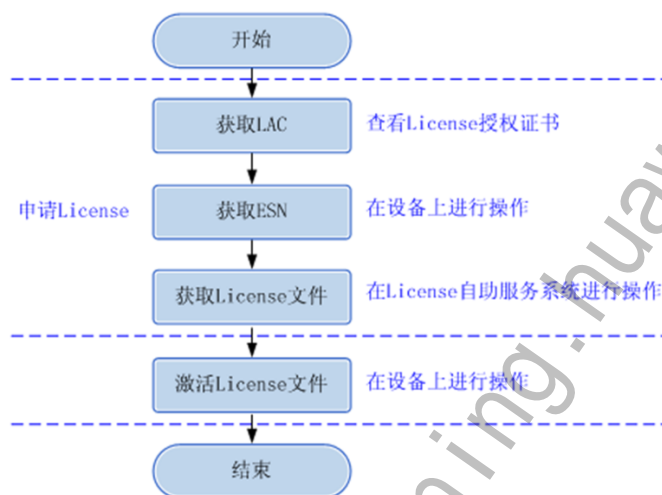 开始
获取LAC 查看License授权证书
申请License 获取ESN 在设备上进行操作
获取License文件 在License自助服务系统进行操作
激活License文件 在设备上进行操作
结束